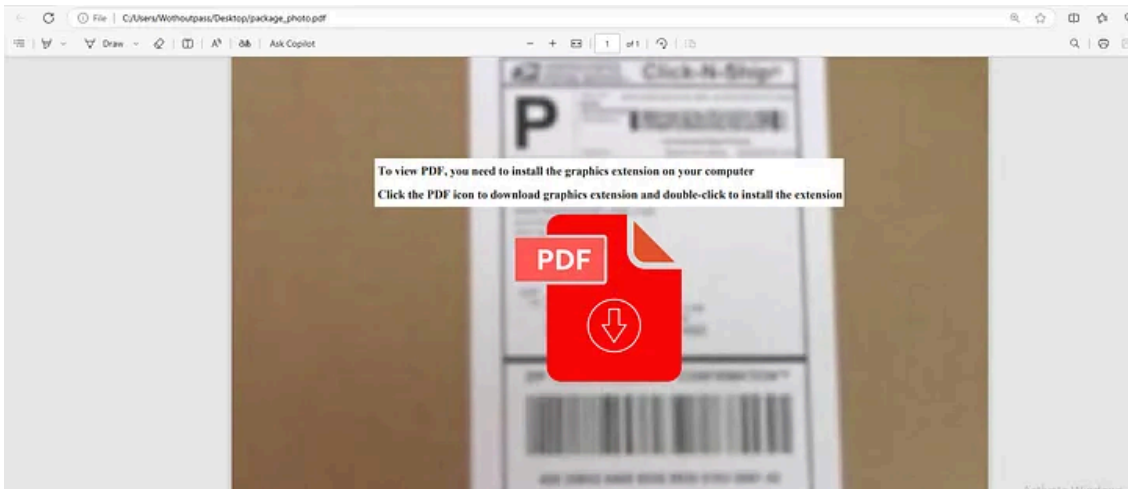 File | C:/Users/Wothoutpass/Desktop/package_photo.pdf
Draw
Ask Copilot
1 of 1
Click-N-Ship®
P
To view PDF, you need to install the graphics extension on your computer
Click the PDF icon to download graphics extension and double-click to install the extension
PDF